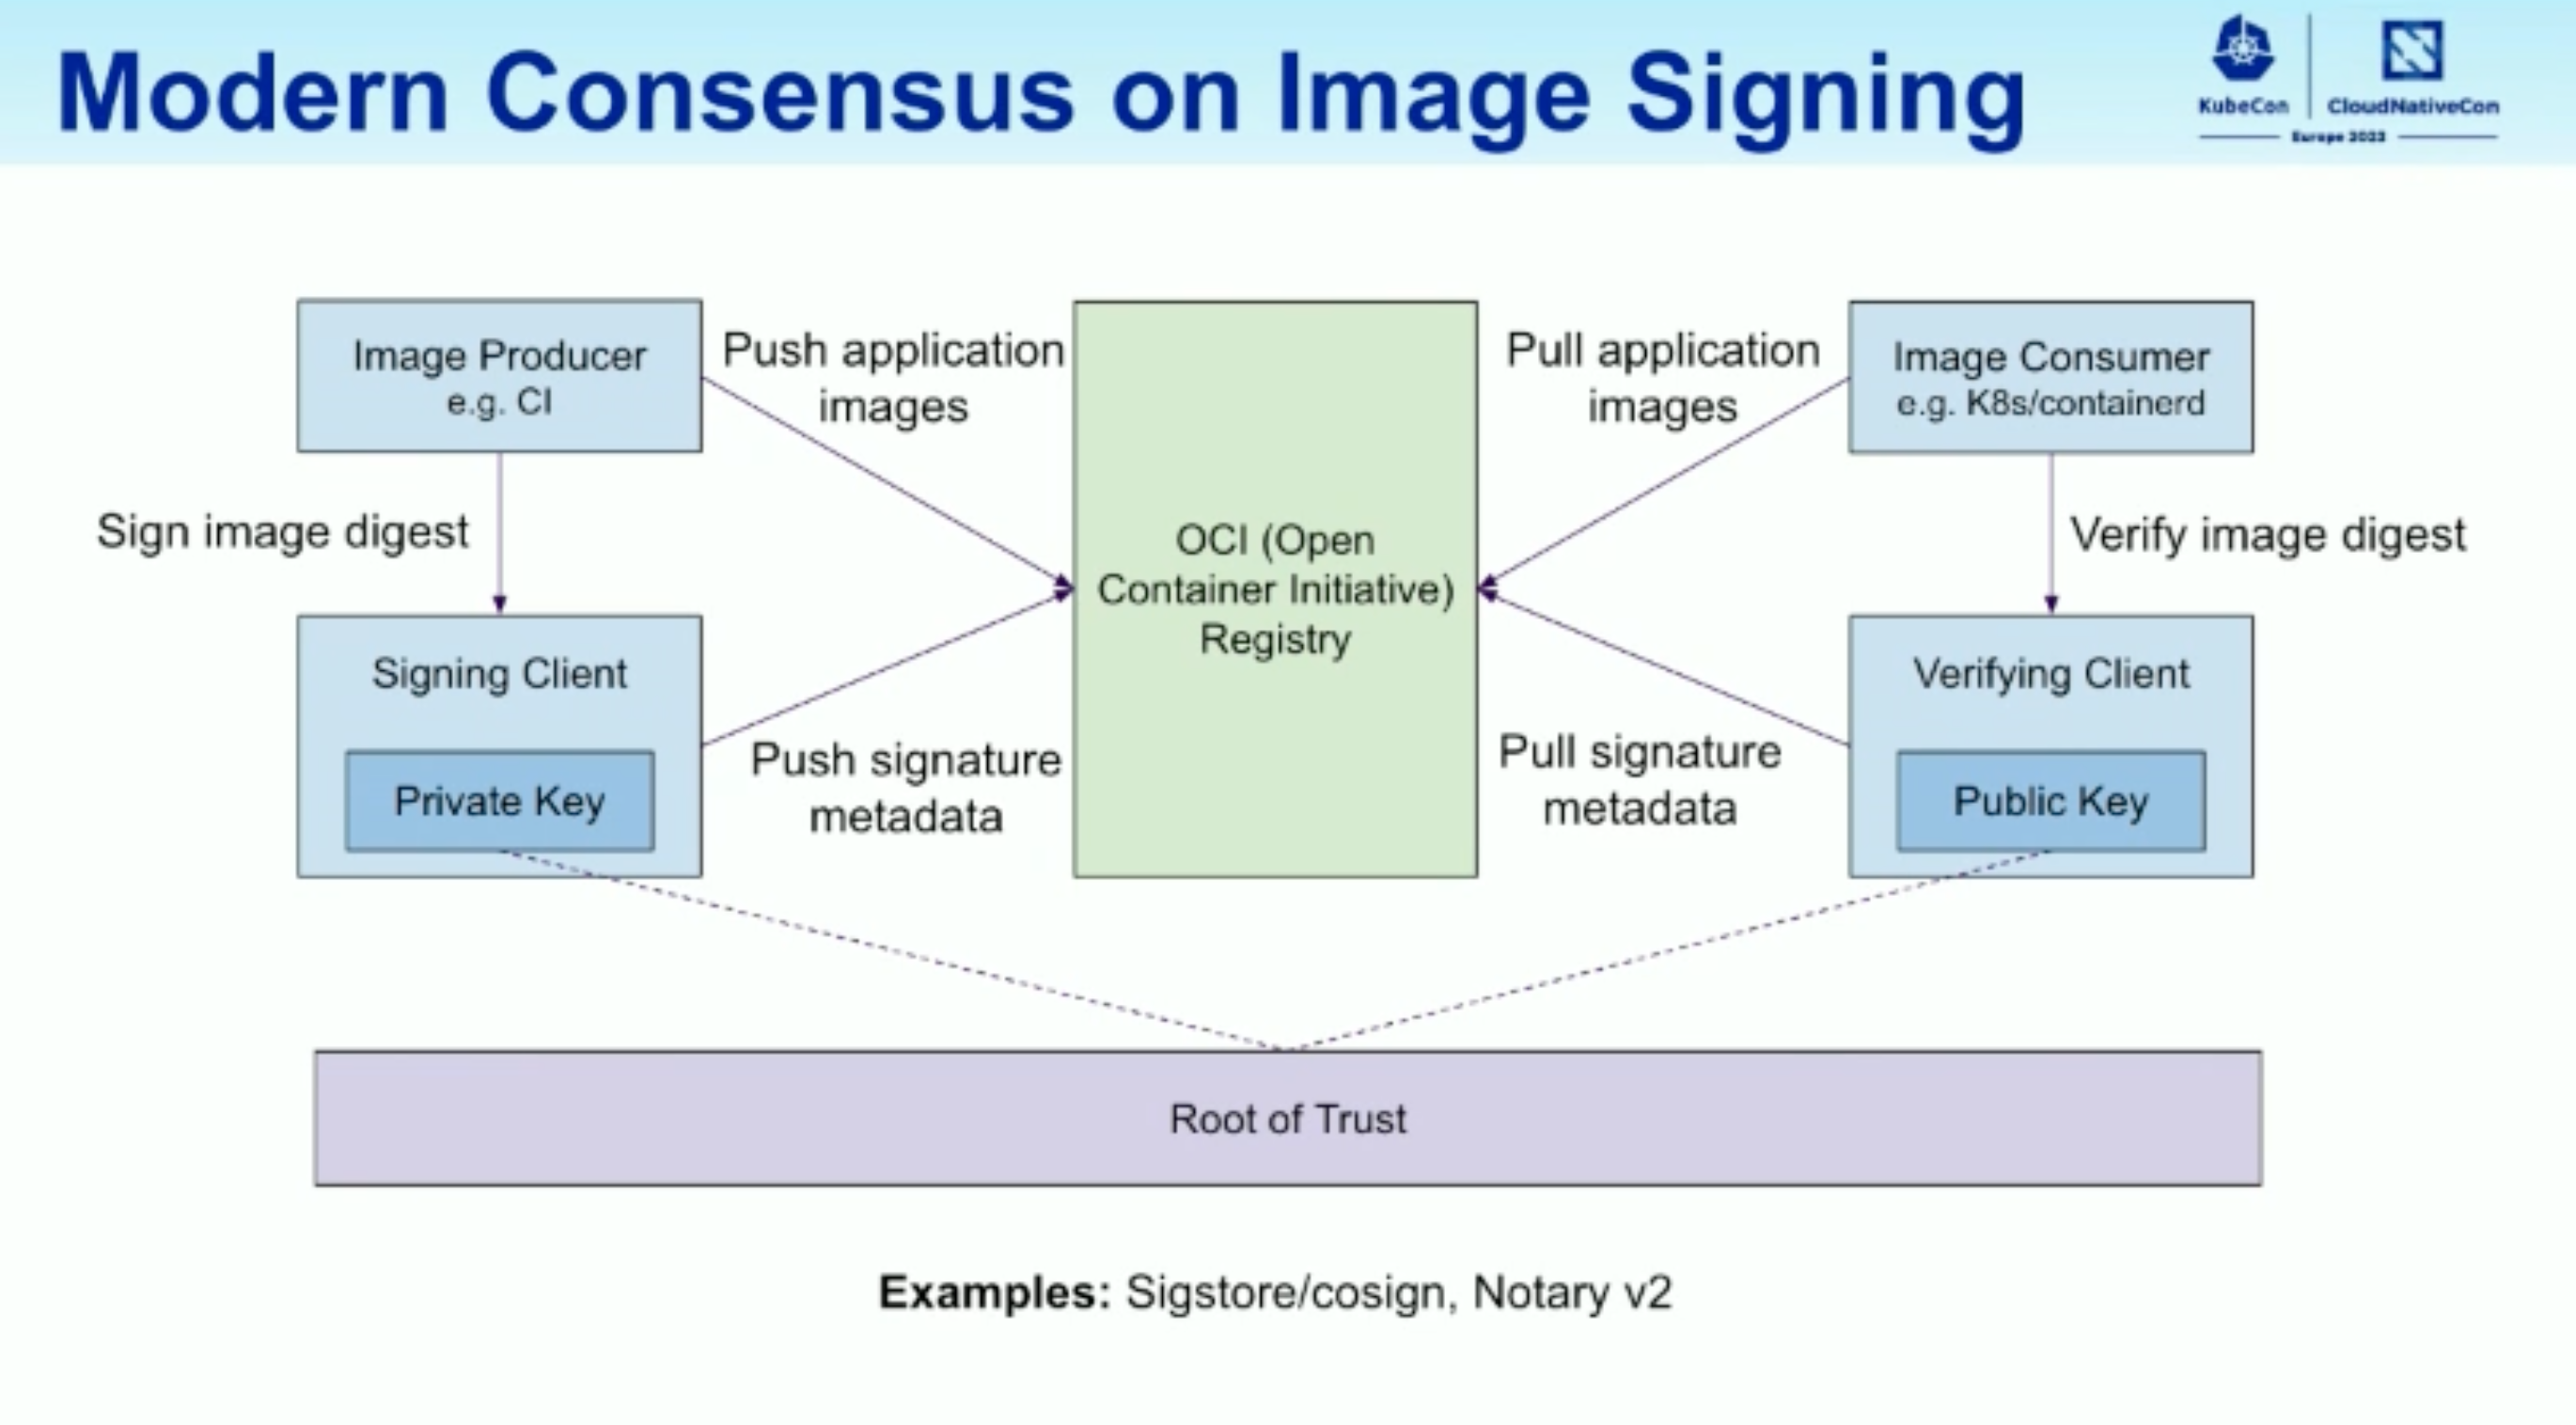 Modern Consensus on Image Signing
KubeCon
CloudNativeCon
Europe 2023
Image Producer
e.g. CI
Push application
images
Pull application
images
Image Consumer
e.g. K8s/containerd
Sign image digest
OCI (Open
Container Initiative)
Registry
Verify image digest
Signing Client
Private Key
Push signature
metadata
Pull signature
metadata
Verifying Client
Public Key
Root of Trust
Examples: Sigstore/cosign, Notary v2